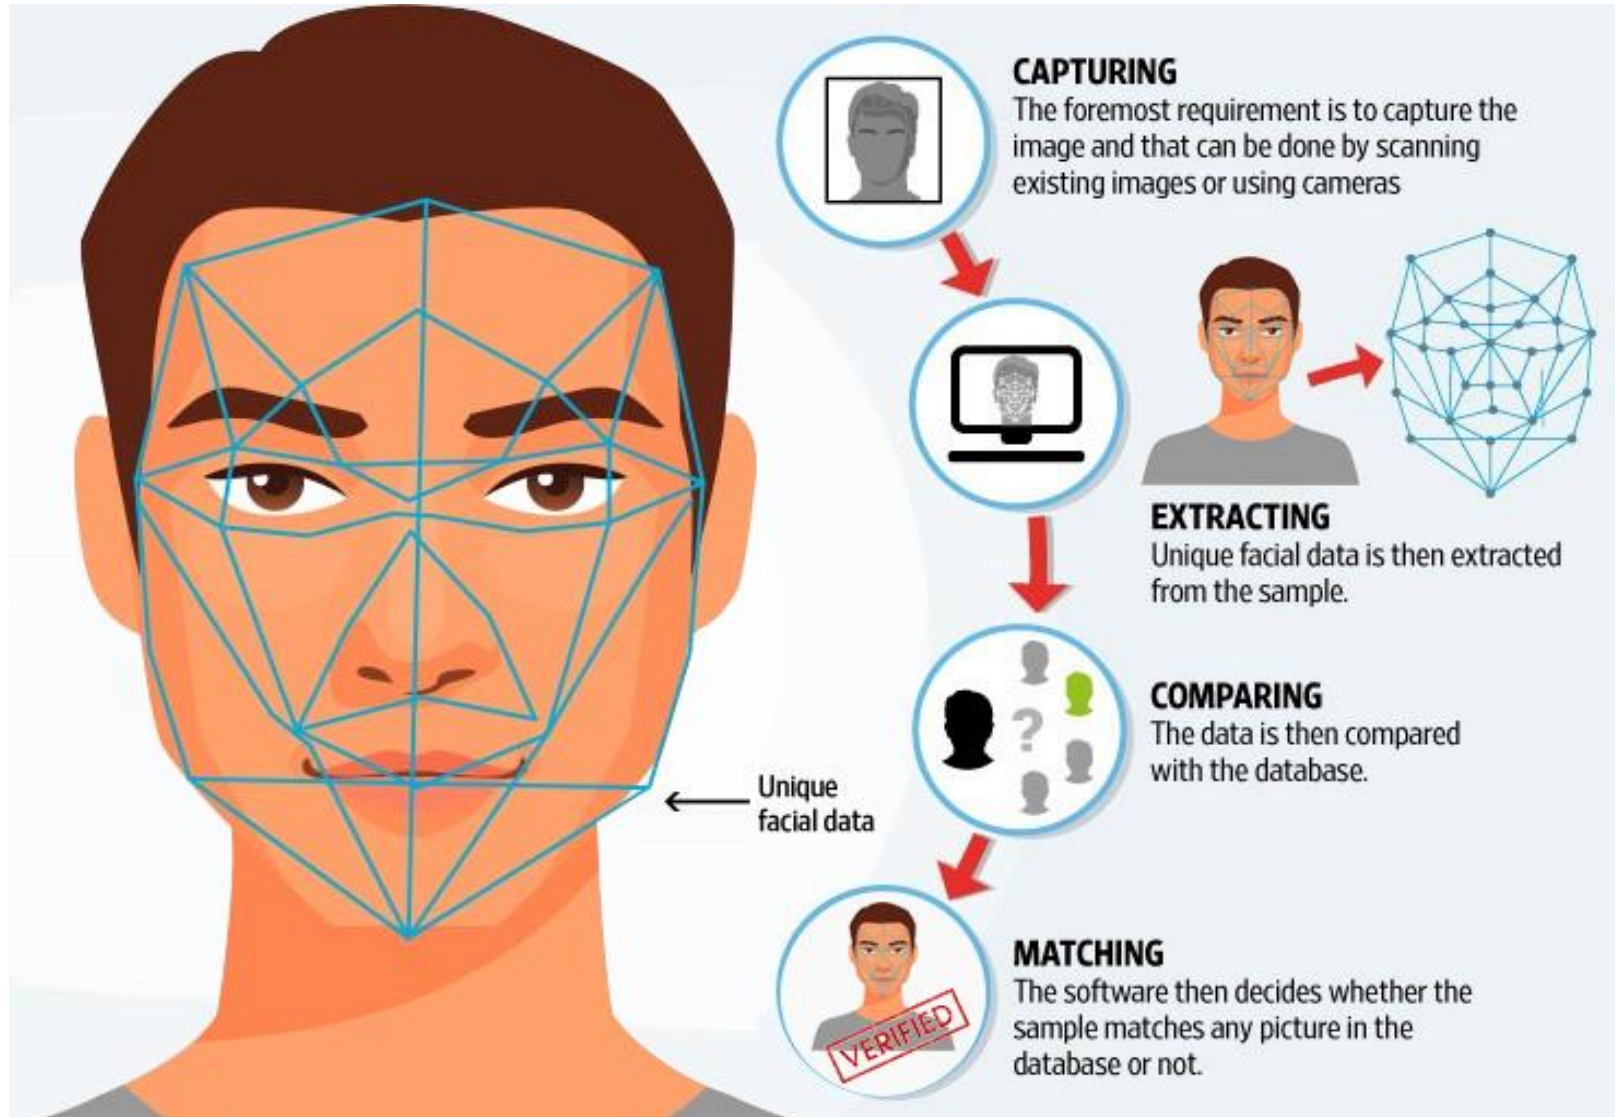 CAPTURING
The foremost requirement is to capture the
image and that can be done by scanning
existing images or using cameras
EXTRACTING
Unique facial data is then extracted
from the sample.
?
COMPARING
The data is then compared
with the database.
Unique
facial data
MATCHING
The software then decides whether the
sample matches any picture in the
database or not.
VERIFIED